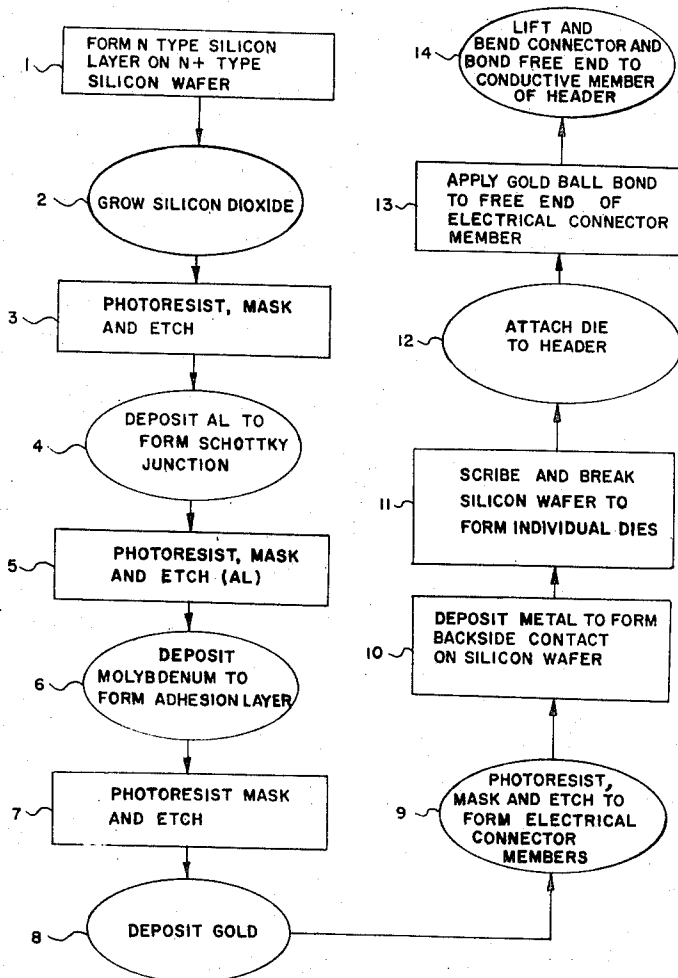 1
FORM N TYPE SILICON
LAYER ON N+ TYPE
SILICON WAFER
2
GROW SILICON DIOXIDE
3
PHOTORESIST, MASK
AND ETCH
4
DEPOSIT AL TO
FORM SCHOTTKY
JUNCTION
5
PHOTORESIST, MASK
AND ETCH (AL)
6
DEPOSIT
MOLYBDENUM TO
FORM ADHESION LAYER
7
PHOTORESIST MASK
AND ETCH
8
DEPOSIT GOLD
9
PHOTORESIST,
MASK AND ETCH TO
FORM ELECTRICAL
CONNECTOR
MEMBERS
10
DEPOSIT METAL TO FORM
BACKSIDE CONTACT
ON SILICON WAFER
11
SCRIBE AND BREAK
SILICON WAFER TO
FORM INDIVIDUAL DIES
12
ATTACH DIE
TO HEADER
13
APPLY GOLD BALL BOND
TO FREE END OF
ELECTRICAL CONNECTOR
MEMBER
14
LIFT AND
BEND CONNECTOR AND
BOND FREE END TO
CONDUCTIVE MEMBER
OF HEADER